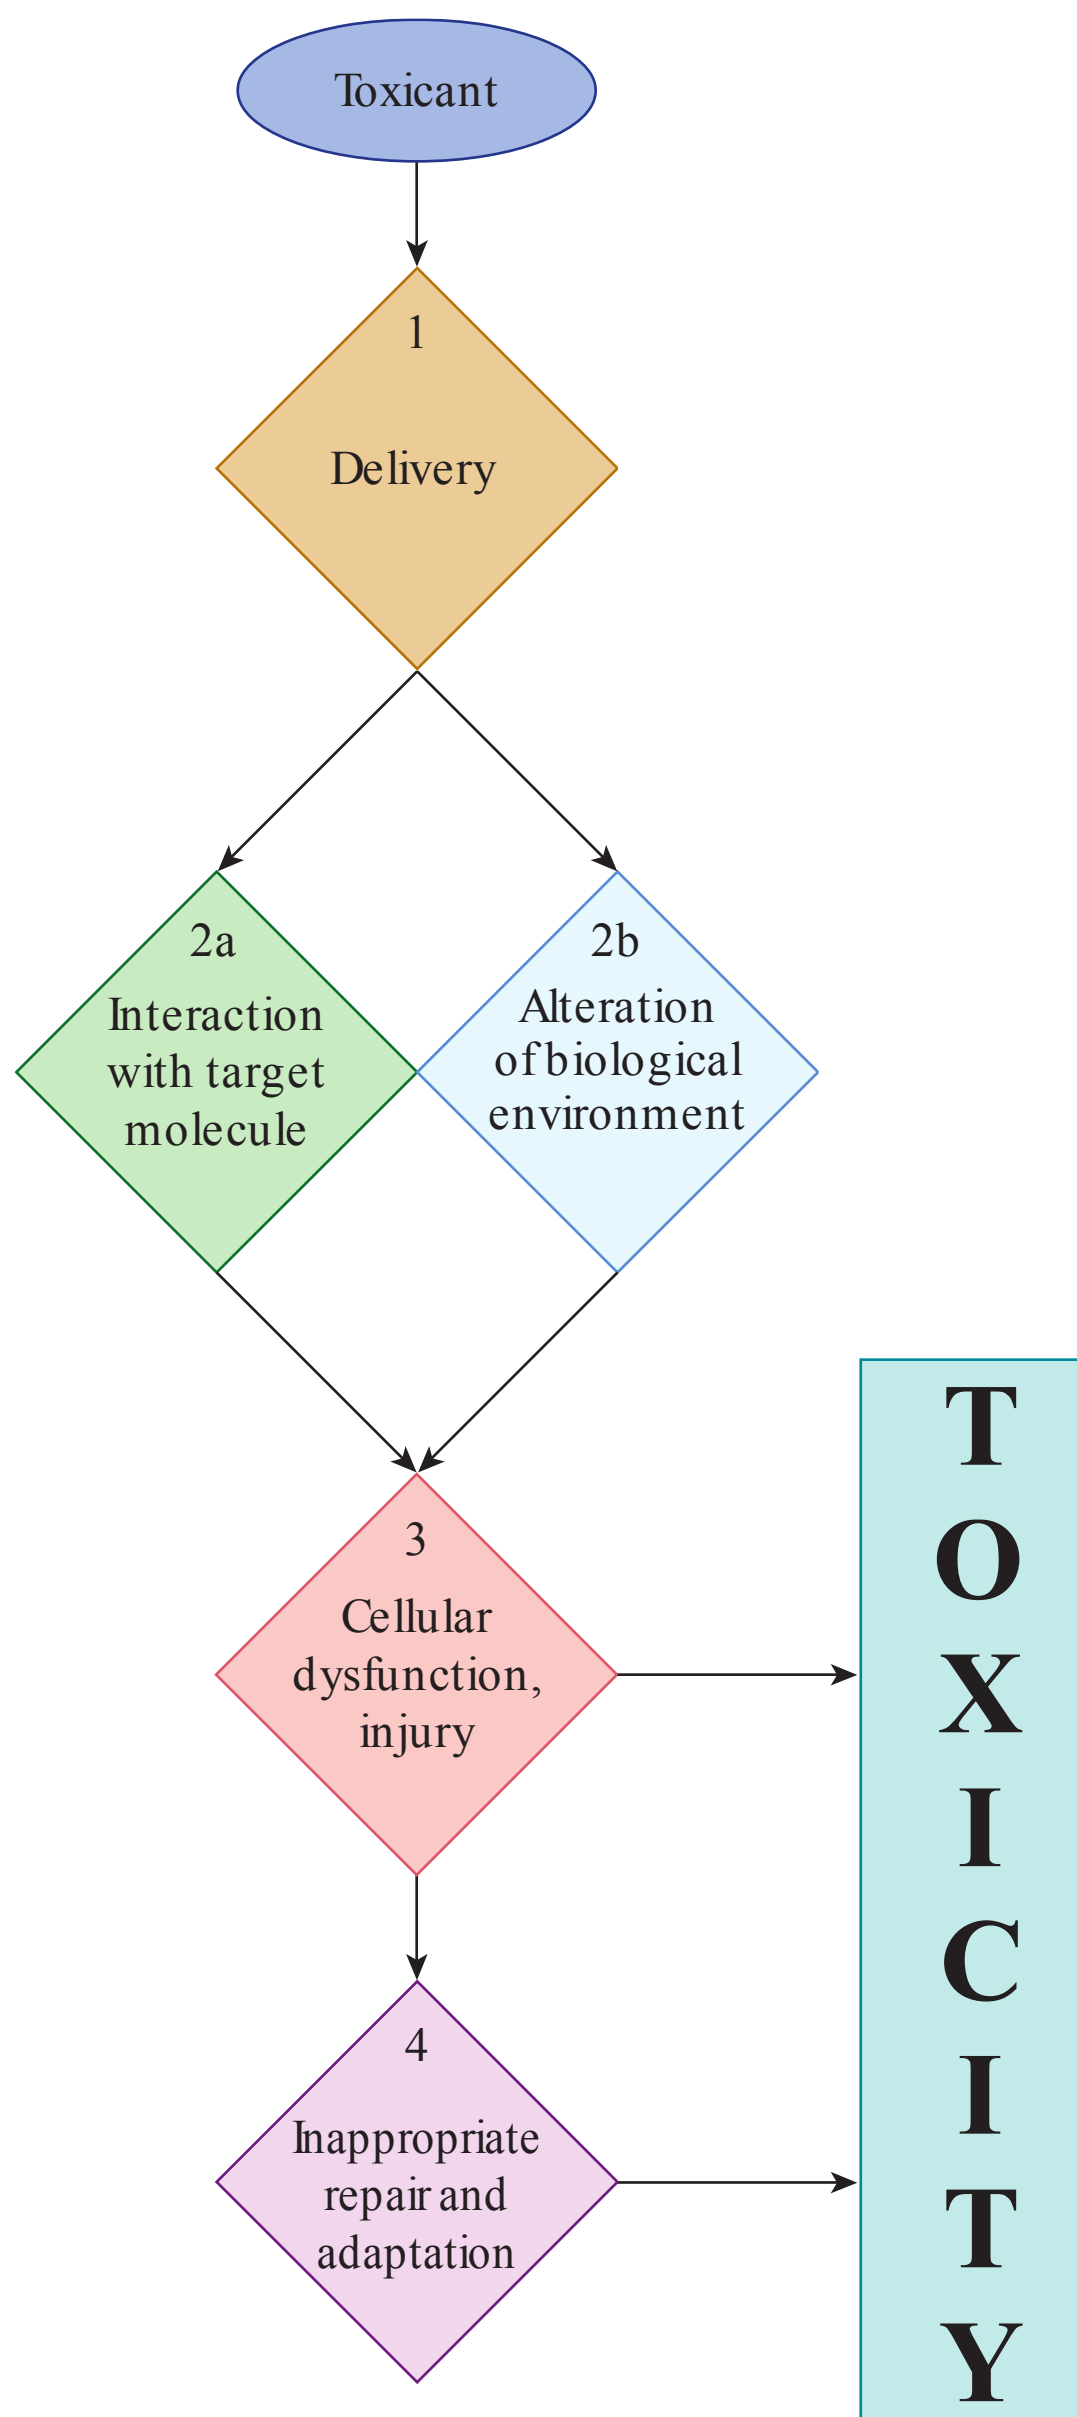 Toxicant
1
Delivery
2a
Interaction
with target
molecule
2b
Alteration
of biological
environment
3
Cellular
dysfunction,
injury
4
Inappropriate
repair and
adaptation
T
O
X
I
C
I
T
Y